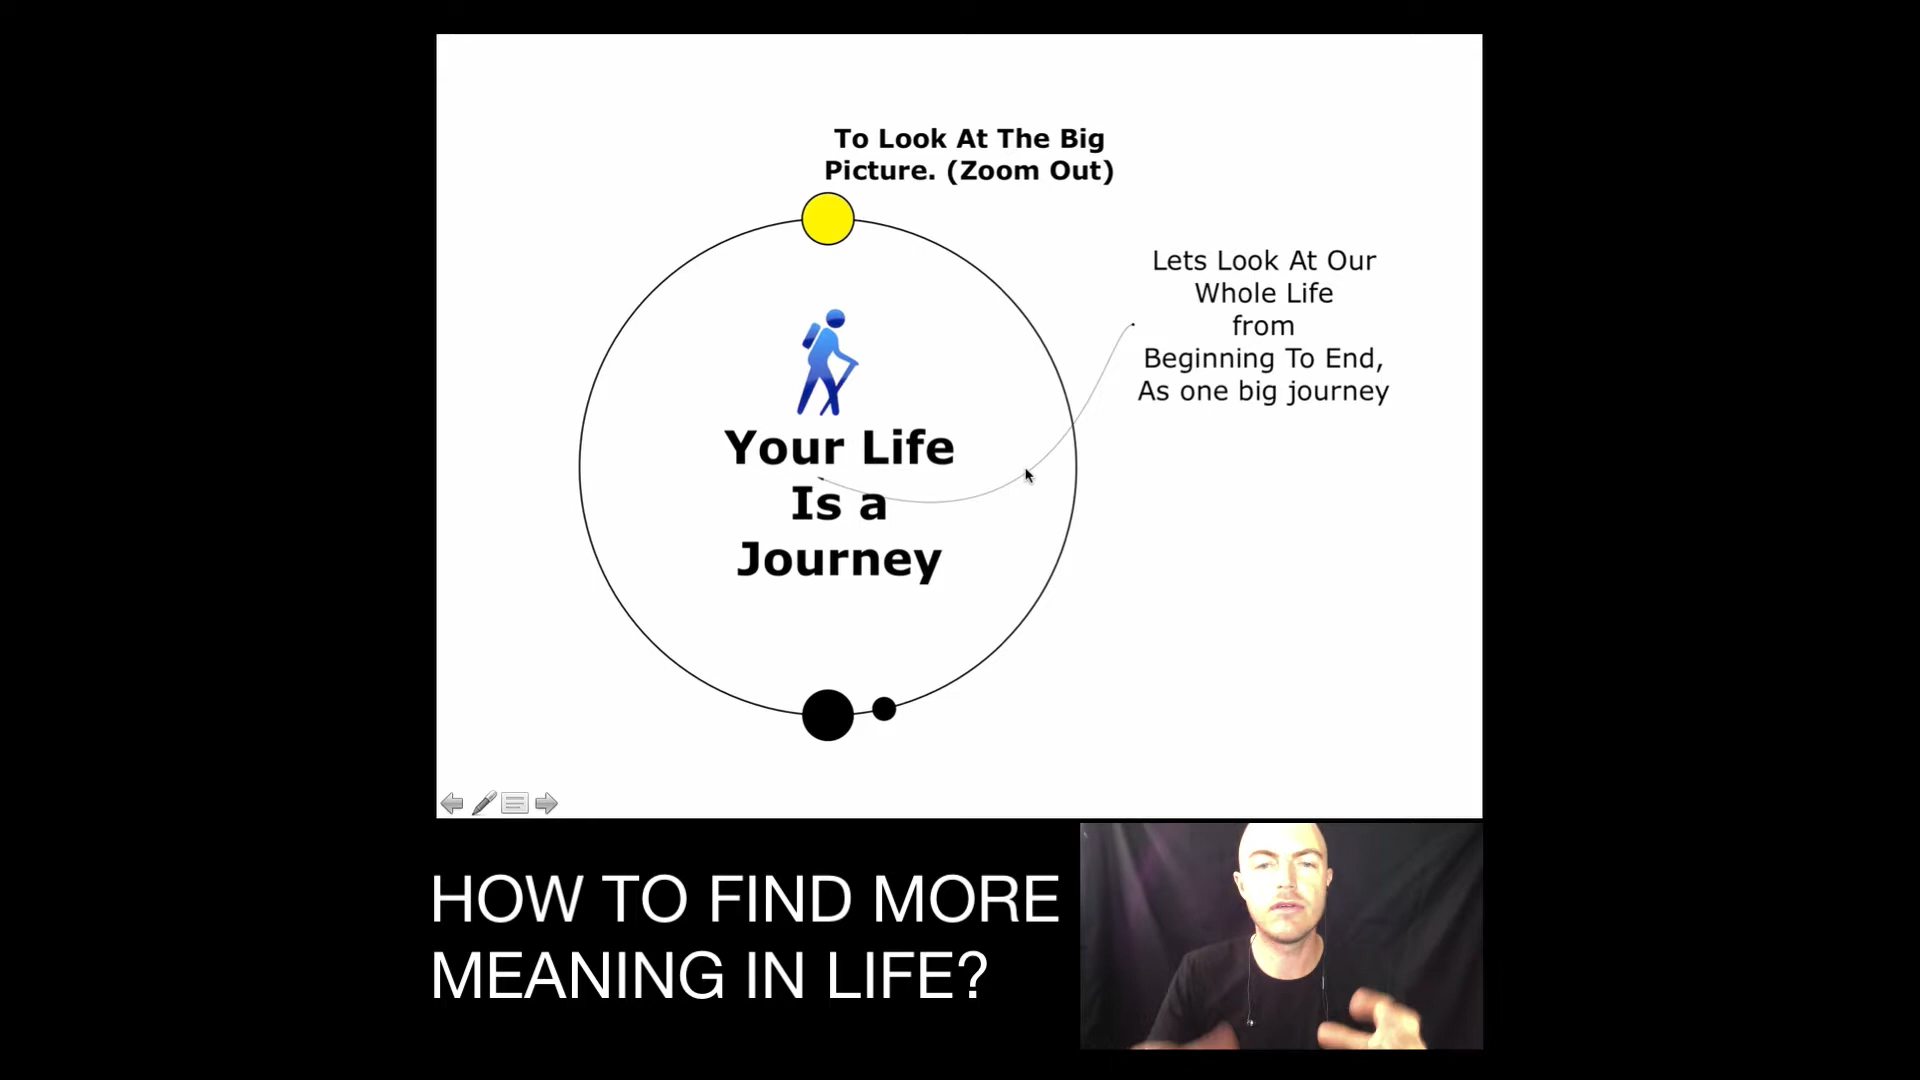 To Look At The Big
Picture. (Zoom Out)
Lets Look At Our
Whole Life
from
Beginning To End,
As one big journey
Your Life
Is a
Journey
HOW TO FIND MORE
MEANING IN LIFE?